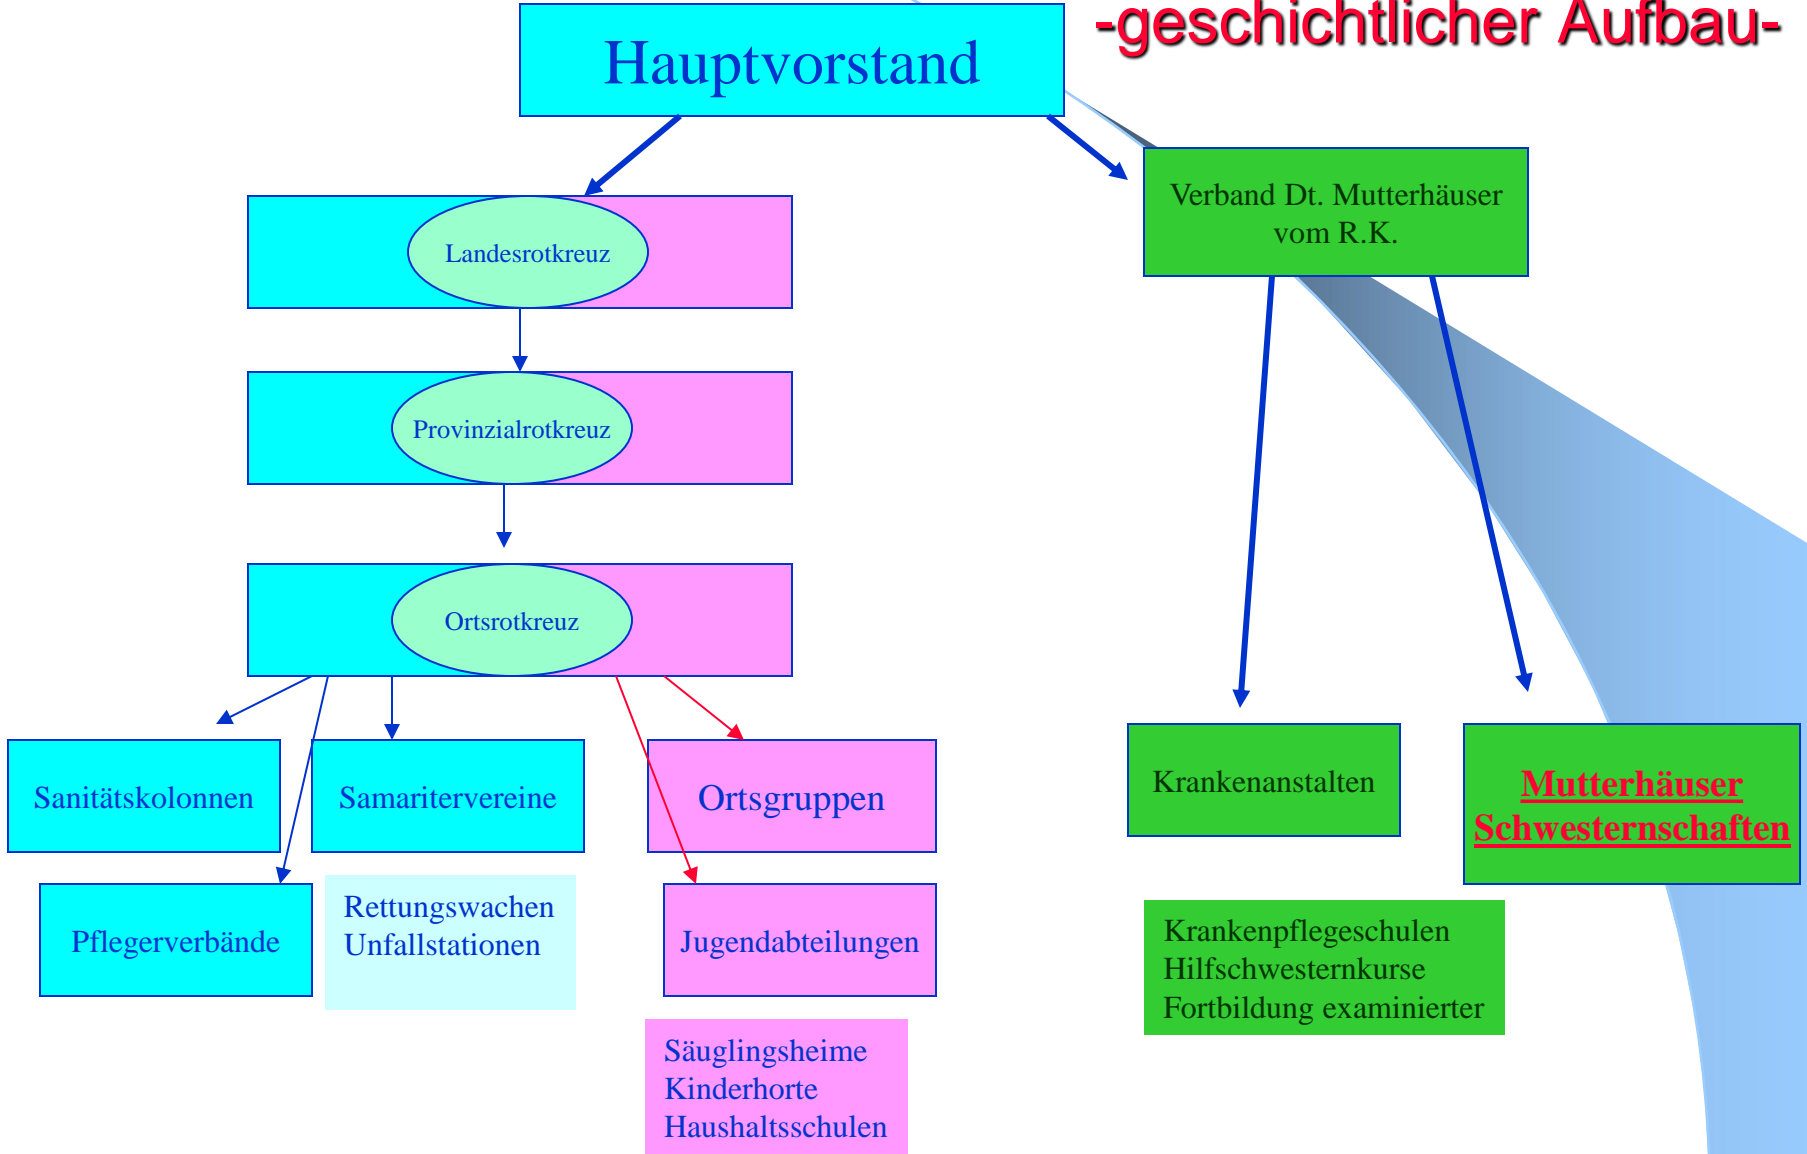 -geschichtlicher Aufbau-
Hauptvorstand
Verband Dt. Mutterhäuser
vom R.K.
Landesrotkreuz
Provinzialrotkreuz
Ortsrotkreuz
Sanitätskolonnen
Samaritervereine
Ortsgruppen
Krankenanstalten
Mutterhäuser
Schwesternschaften
Pflegerverbände
Rettungswachen
Unfallstationen
Jugendabteilungen
Krankenpflegeschulen
Hilfschwesternkurse
Fortbildung examinierter
Säuglingsheime
Kinderhorte
Haushaltsschulen